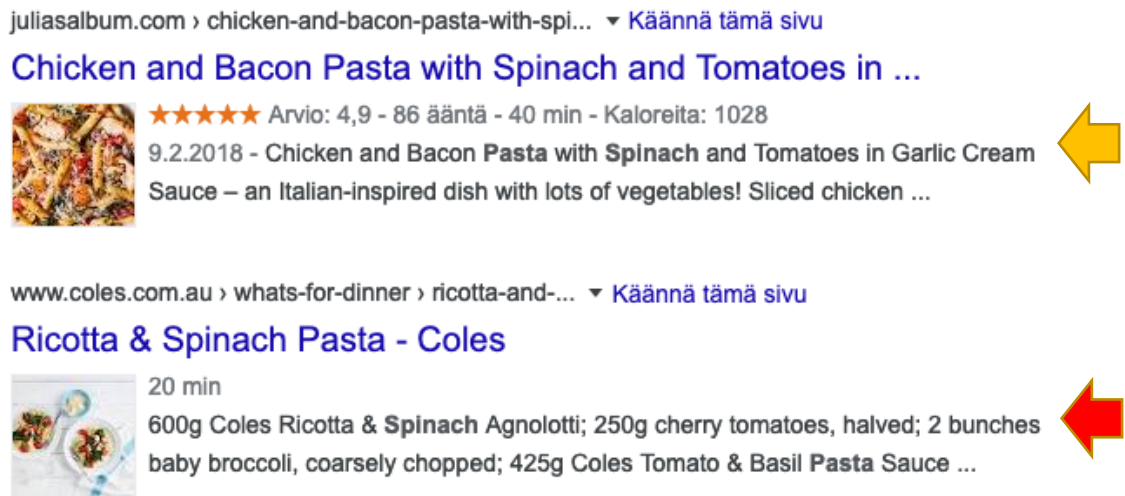 juliasalbum.com › chicken-and-bacon-pasta-with-spi... ▼ Käännä tämä sivu
Chicken and Bacon Pasta with Spinach and Tomatoes in ...
★★★★★ Arvio: 4,9 - 86 ääntä - 40 min - Kaloreita: 1028
9.2.2018 - Chicken and Bacon Pasta with Spinach and Tomatoes in Garlic Cream
Sauce – an Italian-inspired dish with lots of vegetables! Sliced chicken ...
www.coles.com.au › whats-for-dinner › ricotta-and-... ▼ Käännä tämä sivu
Ricotta & Spinach Pasta - Coles
20 min
600g Coles Ricotta & Spinach Agnolotti; 250g cherry tomatoes, halved; 2 bunches
baby broccoli, coarsely chopped; 425g Coles Tomato & Basil Pasta Sauce ...